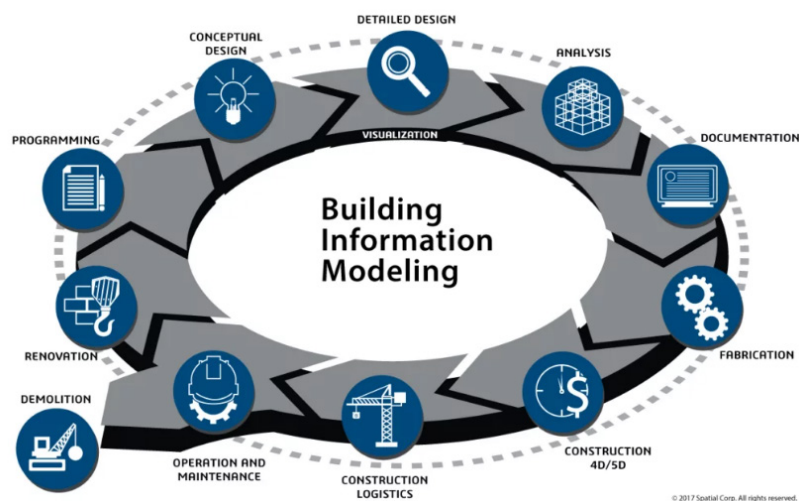 DETAILED DESIGN
CONCEPTUAL
DESIGN
ANALYSIS
PROGRAMMING
VISUALIZATION
DOCUMENTATION
Building
Information
Modeling
RENOVATION
FABRICATION
DEMOLITION
$
OPERATION AND
MAINTENANCE
CONSTRUCTION
LOGISTICS
CONSTRUCTION
4D/5D
© 2017 Spatial Corp. All rights reserved.